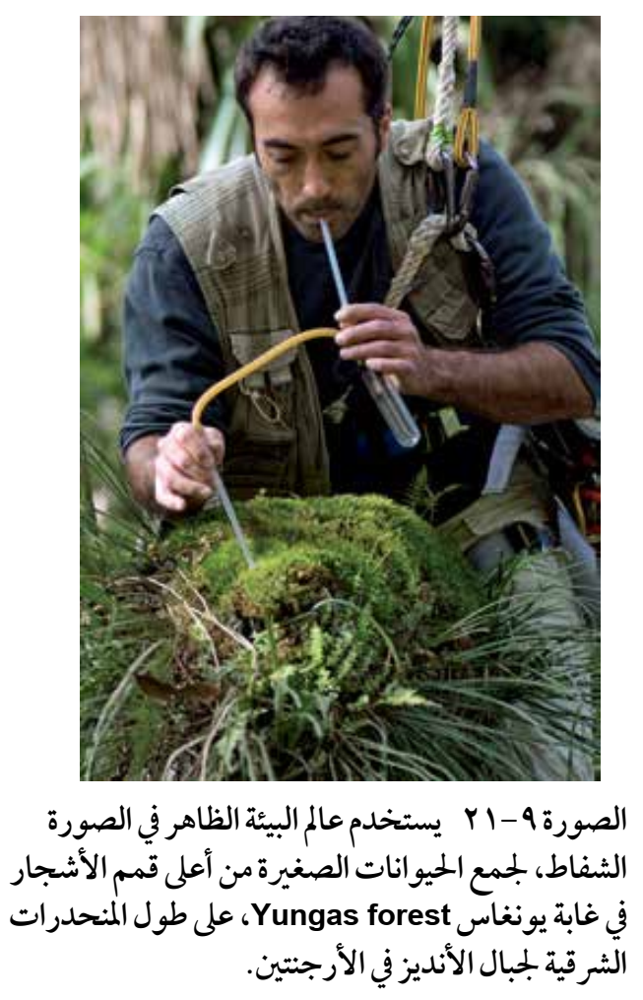 الصورة ٩-٢١ يستخدم عالم البيئة الظاهر في الصورة
الشفاط، لجمع الحيوانات الصغيرة من أعلى قمم الأشجار
في غابة يونغاس Yungas forest، على طول المنحدرات
الشرقية لجبال الأنديز في الأرجنتين.